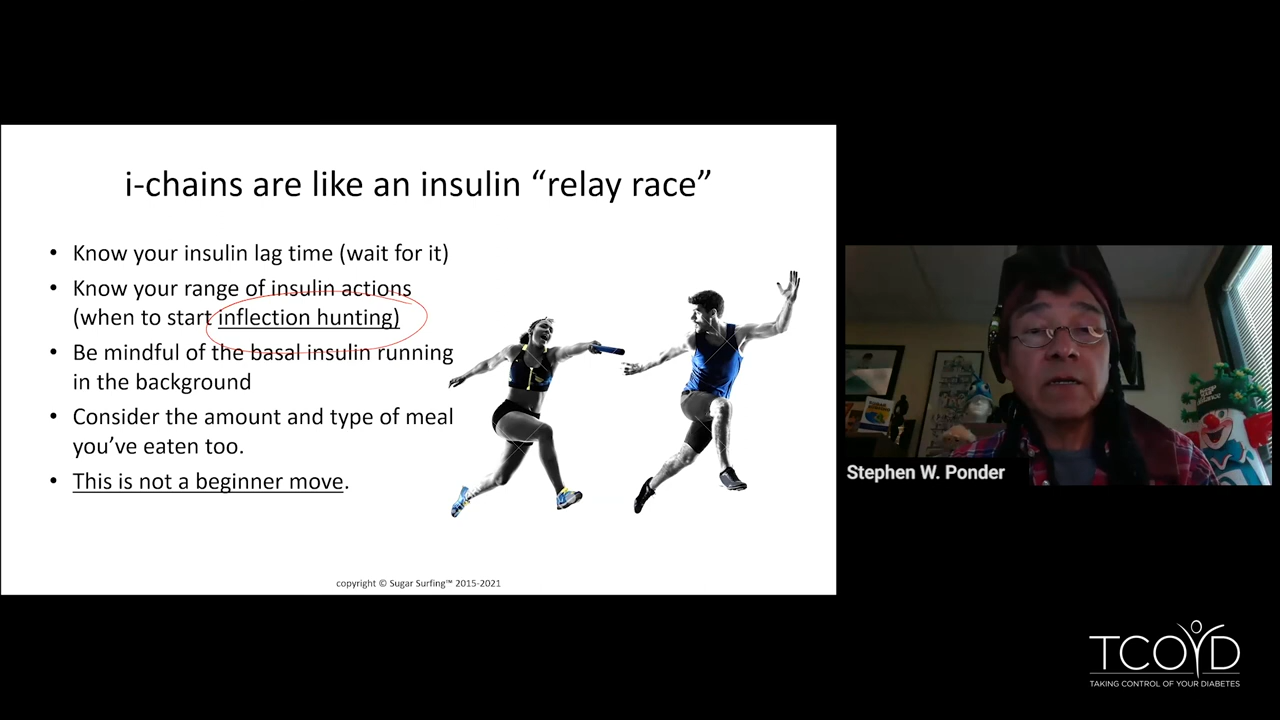 i-chains are like an insulin “relay race”
• Know your insulin lag time (wait for it)
• Know your range of insulin actions
(when to start inflection hunting)
• Be mindful of the basal insulin running
in the background
• Consider the amount and type of meal
you’ve eaten too.
• This is not a beginner move.
copyright © Sugar Surfing™ 2015-2021
Stephen W. Ponder
TCOYD
TAKING CONTROL OF YOUR DIABETES